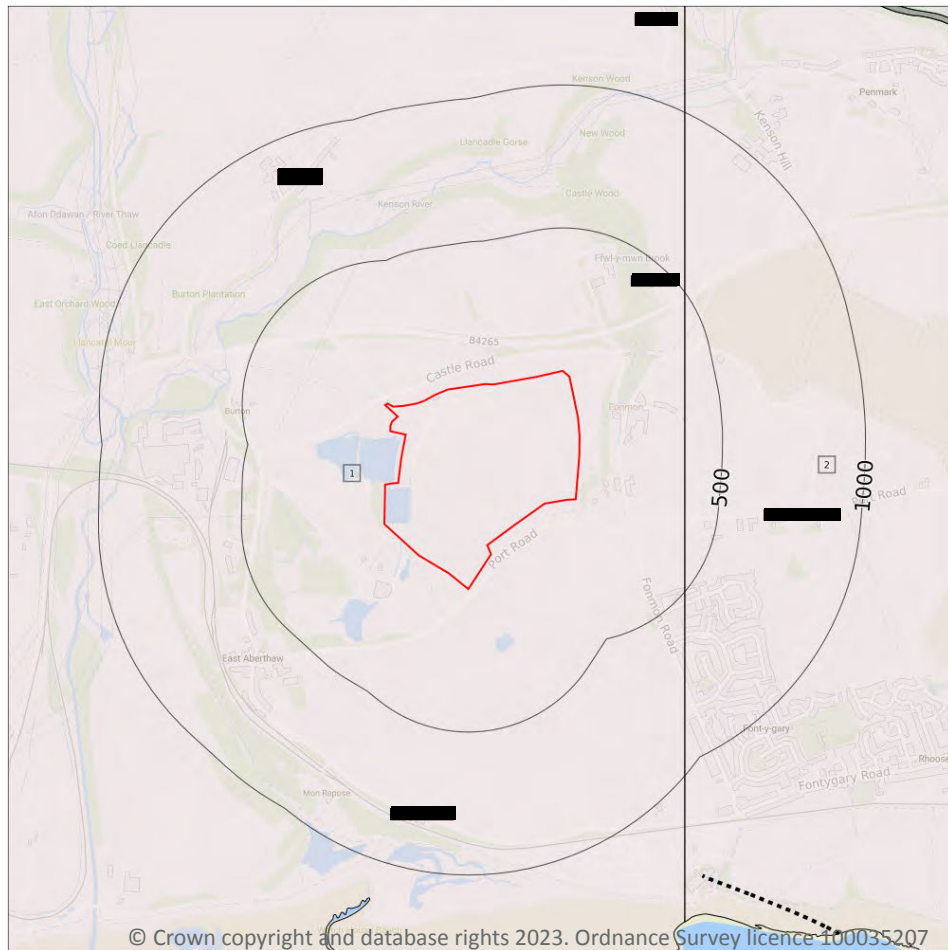 Kenson Wood
Penmark
Kenson Hill
New Wood
Llancadle Gorse
Castle Wood
Kenson River
Afon Ddawan / River Thaw
Coed Llancadle
Ffwl-y-mwn Brook
Burton Plantation
East Orchard Wood
B4265
Castle Road
Burton
Fonmon
1
2
500
1000
Port Road
Port Road
Fonmon Road
East Aberthaw
Font-y-gary
Rhoose
Fontygary Road
Mon Repose
© Crown copyright and database rights 2023. Ordnance Survey licence 100035207